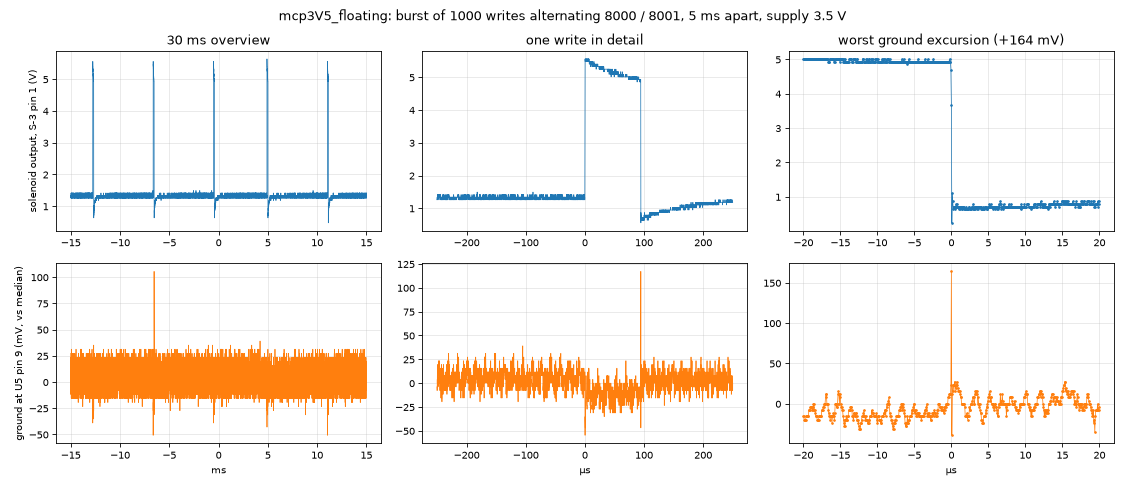 mcp3V5_floating: burst of 1000 writes alternating 8000 / 8001, 5 ms apart, supply 3.5 V
30 ms overview
one write in detail
worst ground excursion (+164 mV)
solenoid output, S-3 pin 1 (V)
5
4
3
2
1
−15 −10 −5 0 5 10 15
5
4
3
2
1
−200 −100 0 100 200
5
4
3
2
1
−20 −15 −10 −5 0 5 10 15 20
ground at U5 pin 9 (mV, vs median)
100
75
50
25
0
−25
−50
−15 −10 −5 0 5 10 15
ms
125
100
75
50
25
0
−25
−50
−200 −100 0 100 200
µs
150
100
50
0
−20 −15 −10 −5 0 5 10 15 20
µs